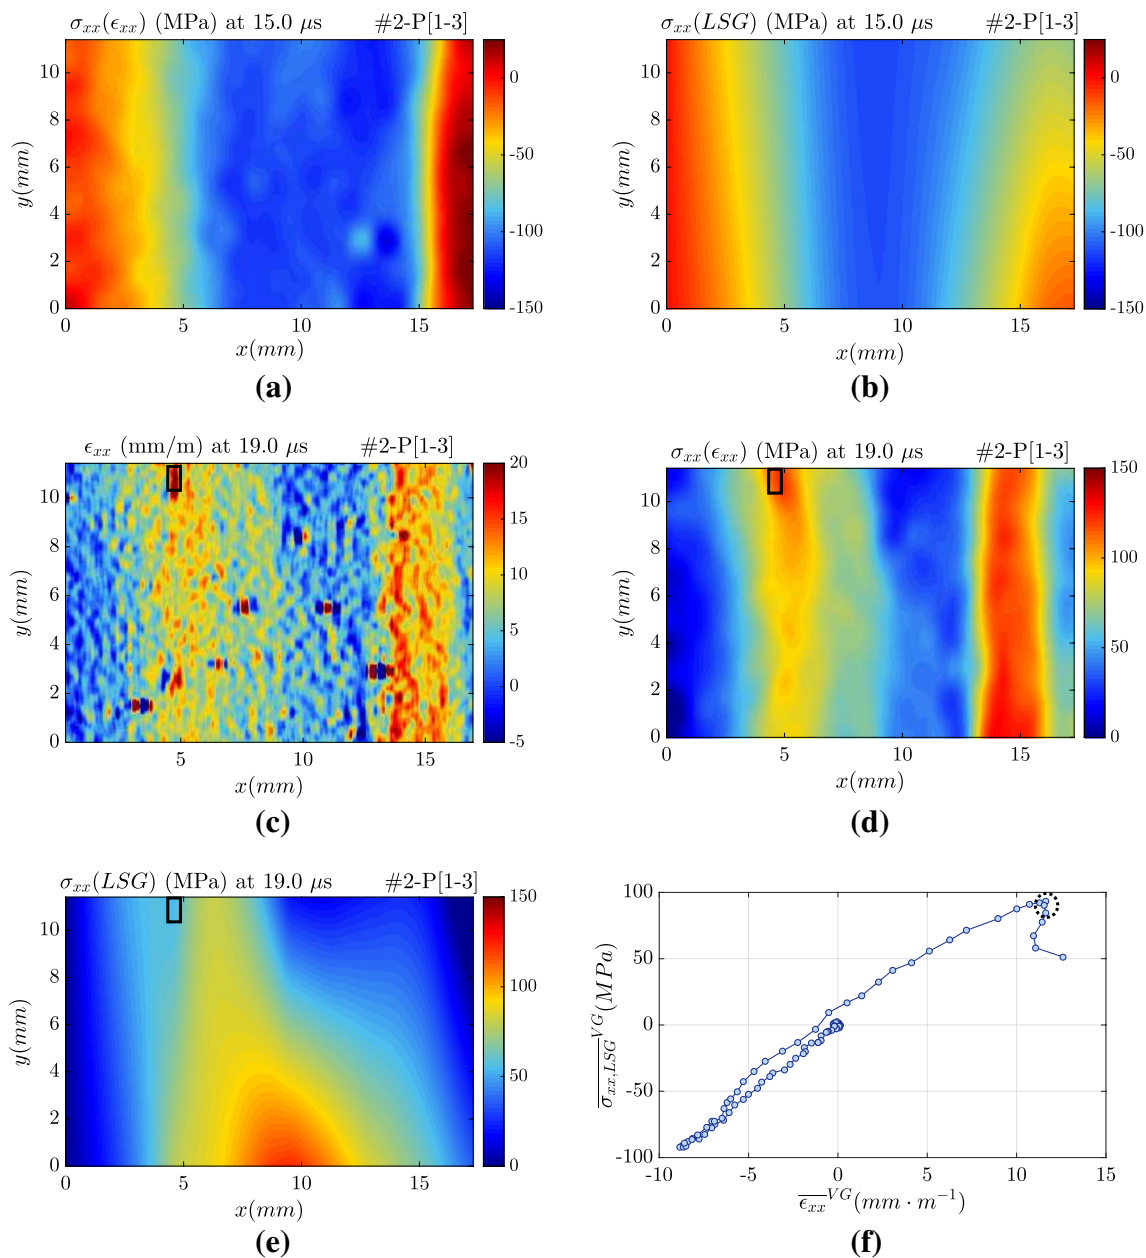 σxx(ϵxx) (MPa) at 15.0 μs #2-P[1-3]
10
8
6
4
2
0
y(mm)
0 5 10 15
x(mm)
0
-50
-100
-150
(a)
σxx(LSG) (MPa) at 15.0 μs #2-P[1-3]
10
8
6
4
2
0
y(mm)
0 5 10 15
x(mm)
0
-50
-100
-150
(b)
ϵxx (mm/m) at 19.0 μs #2-P[1-3]
10
8
6
4
2
0
y(mm)
5 10 15
x(mm)
20
15
10
5
0
-5
(c)
σxx(ϵxx) (MPa) at 19.0 μs #2-P[1-3]
10
8
6
4
2
0
y(mm)
0 5 10 15
x(mm)
150
100
50
0
(d)
σxx(LSG) (MPa) at 19.0 μs #2-P[1-3]
10
8
6
4
2
0
y(mm)
0 5 10 15
x(mm)
150
100
50
0
(e)
100
50
0
-50
-100
σxx,LSG VG (MPa)
-10 -5 0 5 10 15
ϵxx VG (mm · m−1)
(f)